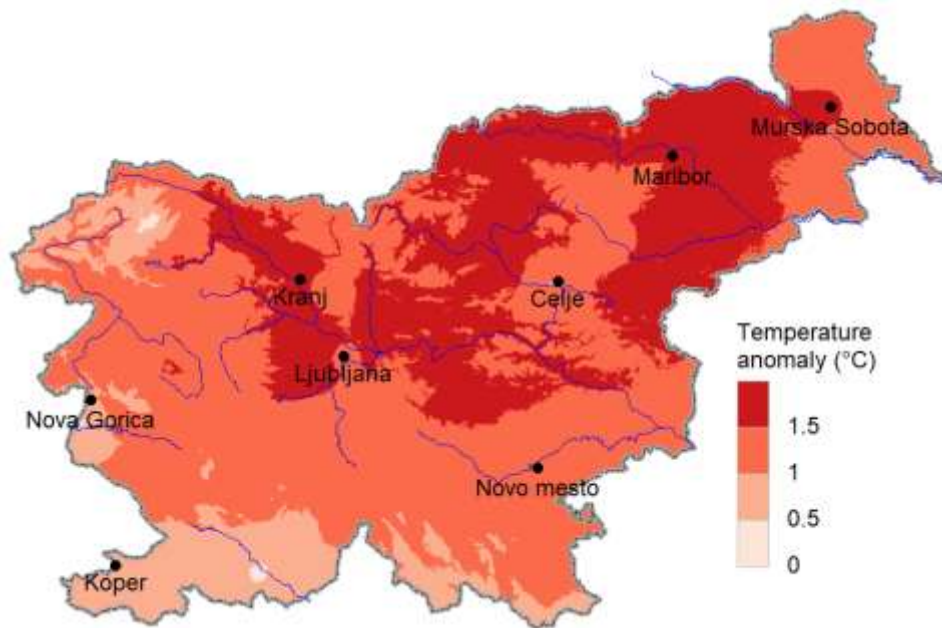 Murska Sobota
Maribor
Kranj
Celje
Ljubljana
Nova Gorica
Novo mesto
Koper
Temperature
anomaly (°C)
1.5
1
0.5
0